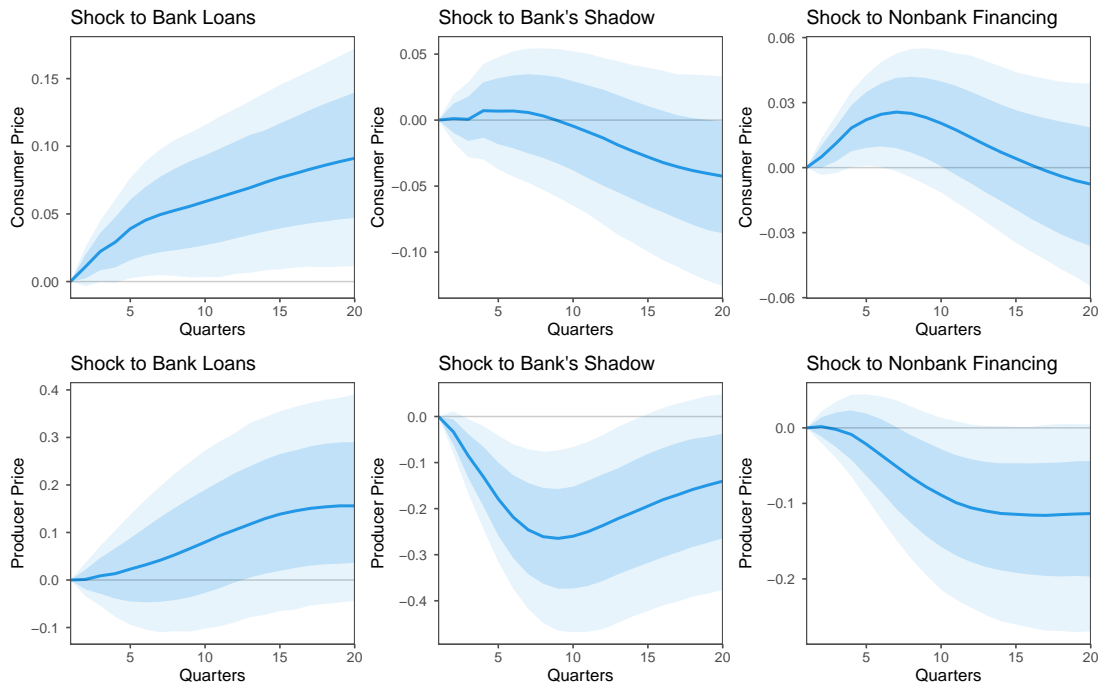 Shock to Bank Loans
Shock to Bank's Shadow
Shock to Nonbank Financing
Consumer Price
0.15
0.10
0.05
0.00
5
10
15
20
Quarters
Consumer Price
0.05
0.00
−0.05
−0.10
5
10
15
20
Quarters
Consumer Price
0.06
0.03
0.00
−0.03
−0.06
5
10
15
20
Quarters
Shock to Bank Loans
Shock to Bank's Shadow
Shock to Nonbank Financing
Producer Price
0.4
0.3
0.2
0.1
0.0
−0.1
5
10
15
20
Quarters
Producer Price
0.0
−0.1
−0.2
−0.3
−0.4
5
10
15
20
Quarters
Producer Price
0.0
−0.1
−0.2
5
10
15
20
Quarters